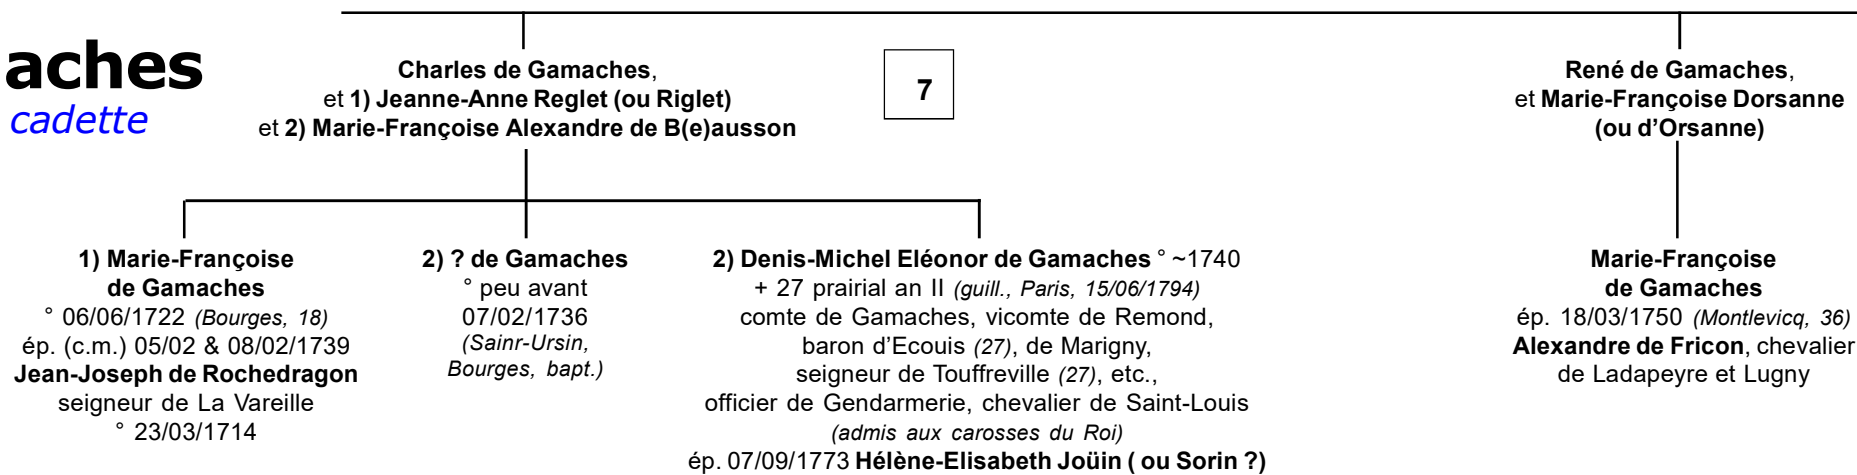 aches
cadette
Charles de Gamaches,
et 1) Jeanne-Anne Reglet (ou Riglet)
et 2) Marie-Françoise Alexandre de B(e)ausson
7
René de Gamaches,
et Marie-Françoise Dorsanne
(ou d'Orsanne)
1) Marie-Françoise
de Gamaches
° 06/06/1722 (Bourges, 18)
ép. (c.m.) 05/02 & 08/02/1739
Jean-Joseph de Rochedragon
seigneur de La Vareille
° 23/03/1714
2) ? de Gamaches
° peu avant
07/02/1736
(Sainr-Ursin,
Bourges, bapt.)
2) Denis-Michel Eléonor de Gamaches ° ~1740
+ 27 prairial an II (guill., Paris, 15/06/1794)
comte de Gamaches, vicomte de Remond,
baron d'Ecouis (27), de Marigny,
seigneur de Touffreville (27), etc.,
officier de Gendarmerie, chevalier de Saint-Louis
(admis aux carosses du Roi)
ép. 07/09/1773 Hélène-Elisabeth Joüin ( ou Sorin ?)
Marie-Françoise
de Gamaches
ép. 18/03/1750 (Montlevicq, 36)
Alexandre de Fricon, chevalier
de Ladapeyre et Lugny